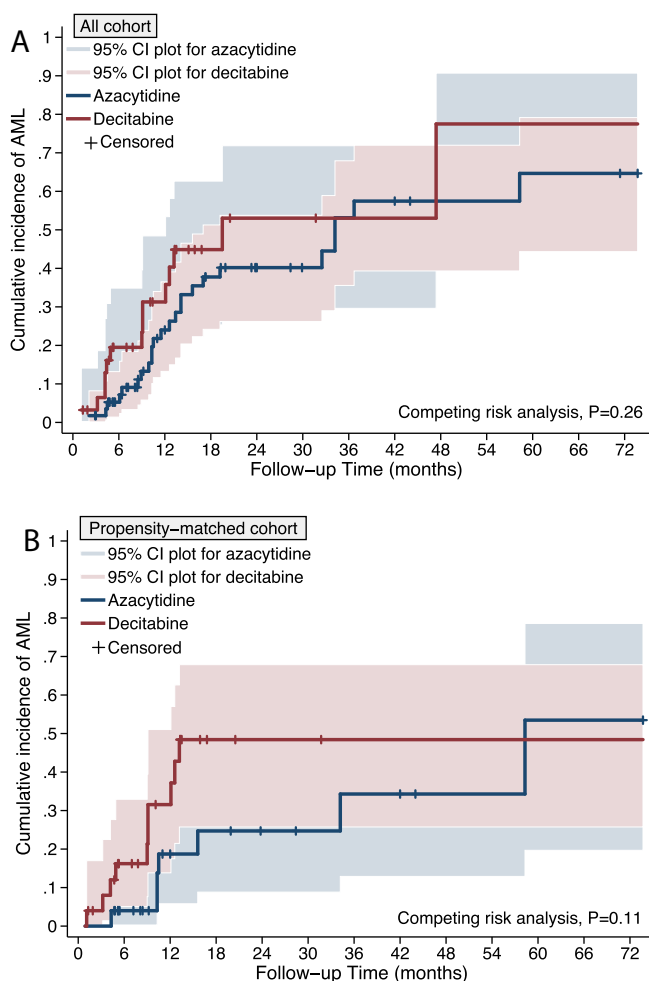 A
All cohort
95% CI plot for azacytidine
95% CI plot for decitabine
Azacytidine
Decitabine
Censored
Cumulative incidence of AML
1
.9
.8
.7
.6
.5
.4
.3
.2
.1
0
Competing risk analysis, P=0.26
0 6 12 18 24 30 36 42 48 54 60 66 72
Follow-up Time (months)
B
Propensity-matched cohort
95% CI plot for azacytidine
95% CI plot for decitabine
Azacytidine
Decitabine
Censored
Cumulative incidence of AML
1
.9
.8
.7
.6
.5
.4
.3
.2
.1
0
Competing risk analysis, P=0.11
0 6 12 18 24 30 36 42 48 54 60 66 72
Follow-up Time (months)